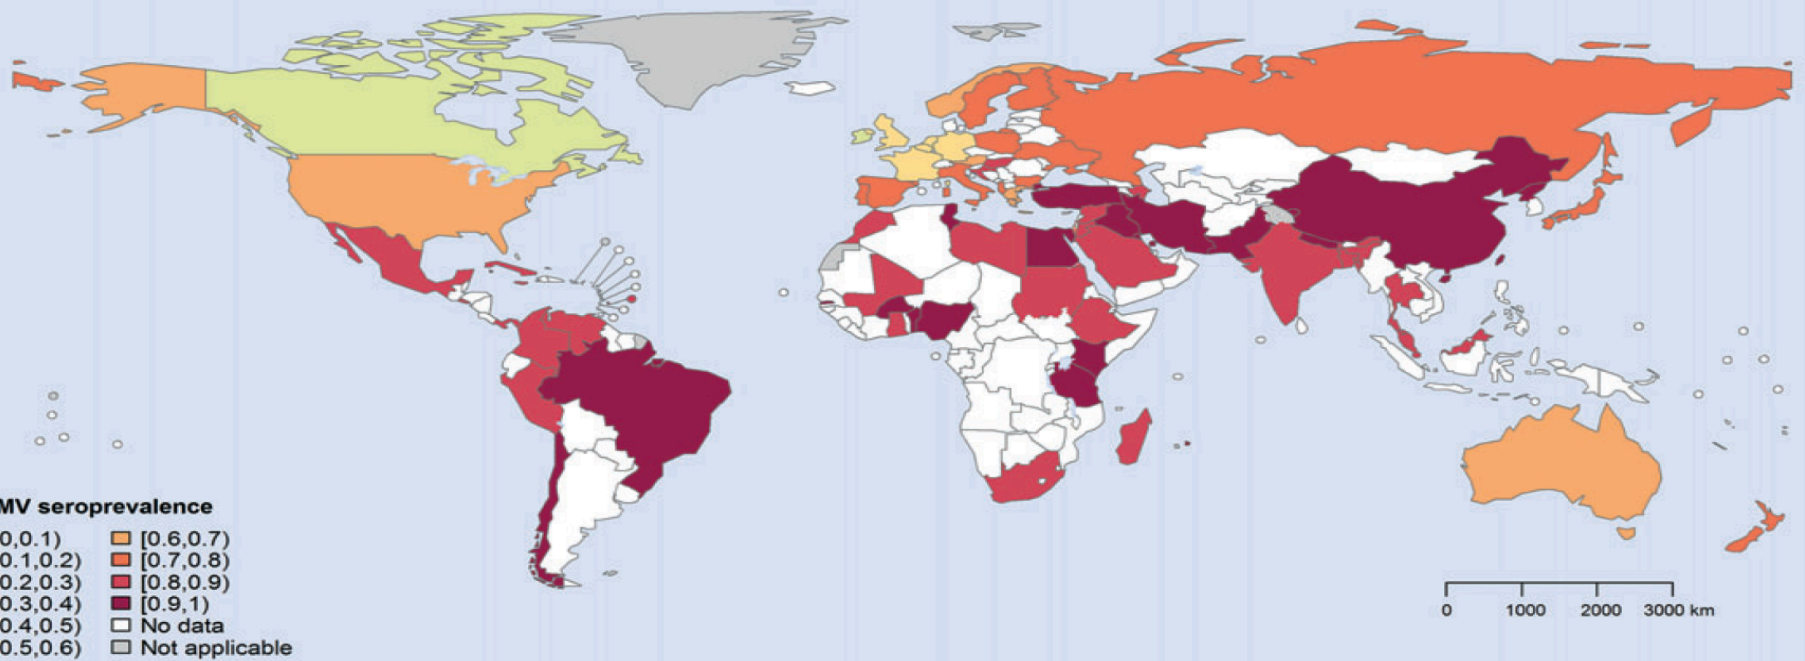 MV seroprevalence
0,0.1)
0.1,0.2)
0.2,0.3)
0.3,0.4)
0.4,0.5)
0.5,0.6)
[0.6,0.7)
[0.7,0.8)
[0.8,0.9)
[0.9,1)
No data
Not applicable
0 1000 2000 3000 km